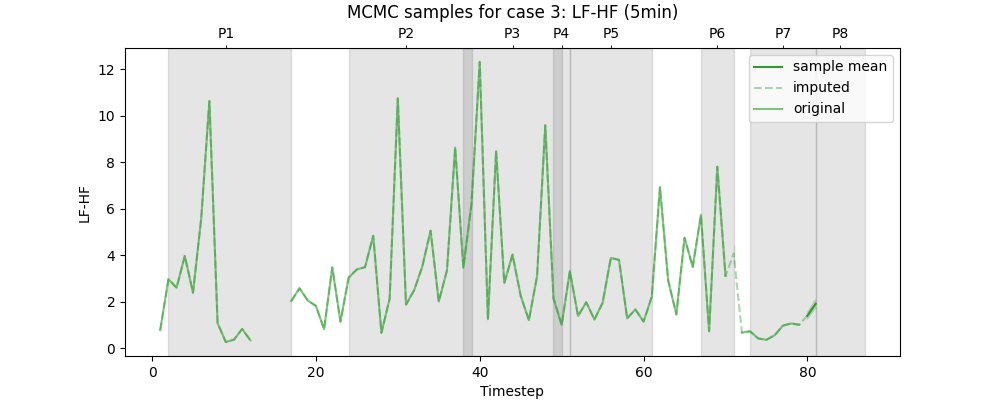 MCMC samples for case 3: LF-HF (5min)
P1 P2 P3 P4 P5 P6 P7 P8
sample mean
imputed
original
12
10
8
6
4
2
0
LF-HF
0 20 40 60 80
Timestep